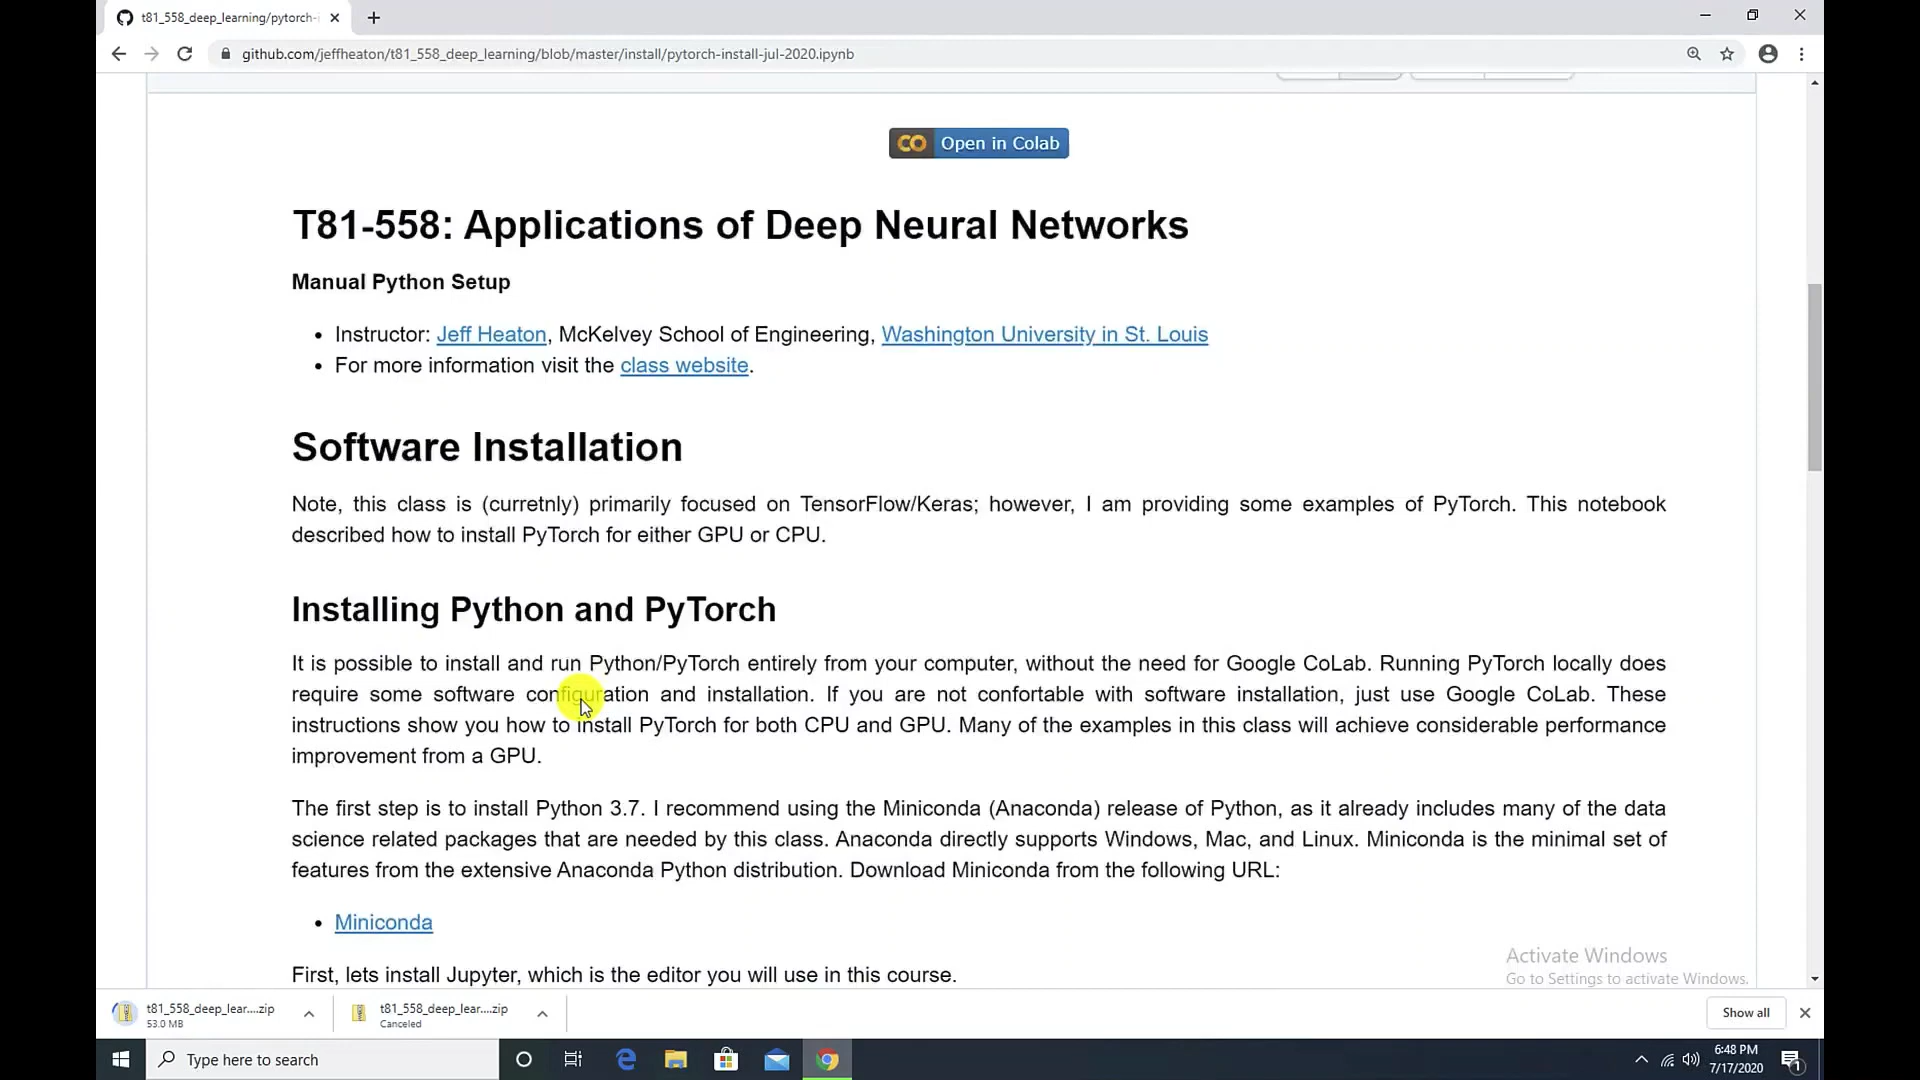 t81_558_deep_learning/pytorch-i
github.com/jeffheaton/t81_558_deep_learning/blob/master/install/pytorch-install-jul-2020.ipynb
CO Open in Colab
T81-558: Applications of Deep Neural Networks
Manual Python Setup
• Instructor: Jeff Heaton, McKelvey School of Engineering, Washington University in St. Louis
• For more information visit the class website.
Software Installation
Note, this class is (curretnly) primarily focused on TensorFlow/Keras; however, I am providing some examples of PyTorch. This notebook
described how to install PyTorch for either GPU or CPU.
Installing Python and PyTorch
It is possible to install and run Python/PyTorch entirely from your computer, without the need for Google CoLab. Running PyTorch locally does
require some software configuration and installation. If you are not confortable with software installation, just use Google CoLab. These
instructions show you how to install PyTorch for both CPU and GPU. Many of the examples in this class will achieve considerable performance
improvement from a GPU.
The first step is to install Python 3.7. I recommend using the Miniconda (Anaconda) release of Python, as it already includes many of the data
science related packages that are needed by this class. Anaconda directly supports Windows, Mac, and Linux. Miniconda is the minimal set of
features from the extensive Anaconda Python distribution. Download Miniconda from the following URL:
• Miniconda
First, lets install Jupyter, which is the editor you will use in this course.
Activate Windows
Go to Settings to activate Windows.
t81_558_deep_lear....zip
53.0 MB
t81_558_deep_lear....zip
Canceled
Show all
Type here to search
6:48 PM
7/17/2020
1